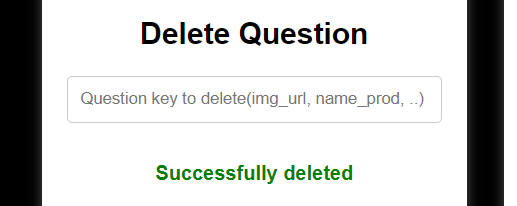 Delete Question
Question key to delete(img_url, name_prod, ..)
Successfully deleted